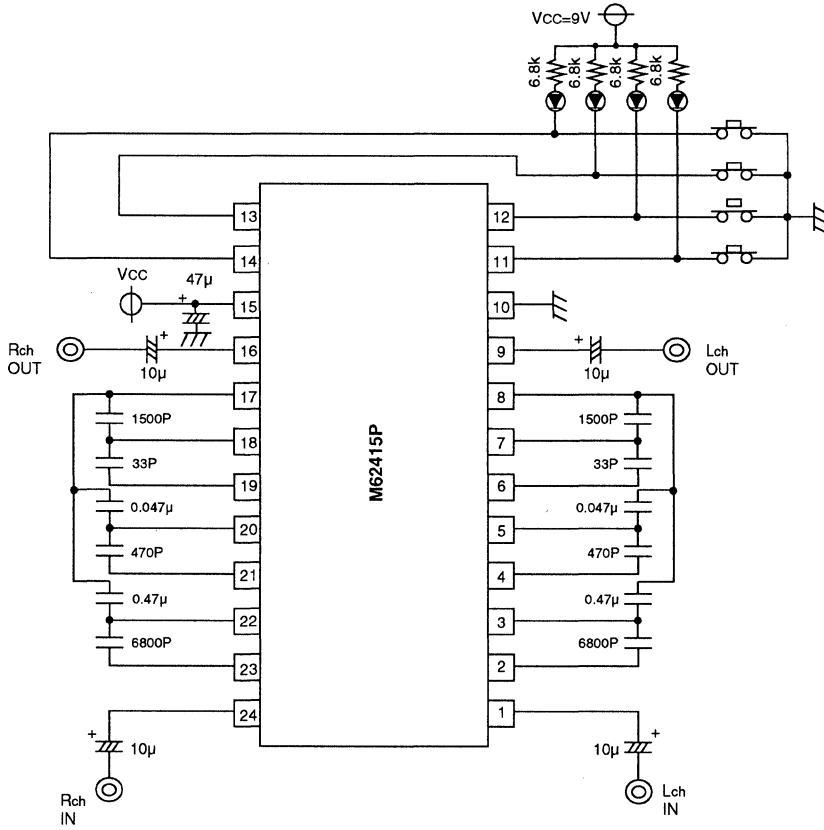 VCC=9V
6.8k
6.8k
6.8k
6.8k
13
12
14
11
VCC
47μ
+
15
10
Rch
OUT
+
10μ
16
9
+
10μ
Lch
OUT
17
8
1500P
1500P
18
7
33P
33P
19
6
0.047μ
0.047μ
20
5
470P
470P
21
4
0.47μ
0.47μ
22
3
6800P
6800P
23
2
24
1
M62415P
+
10μ
+
10μ
Rch
IN
Lch
IN